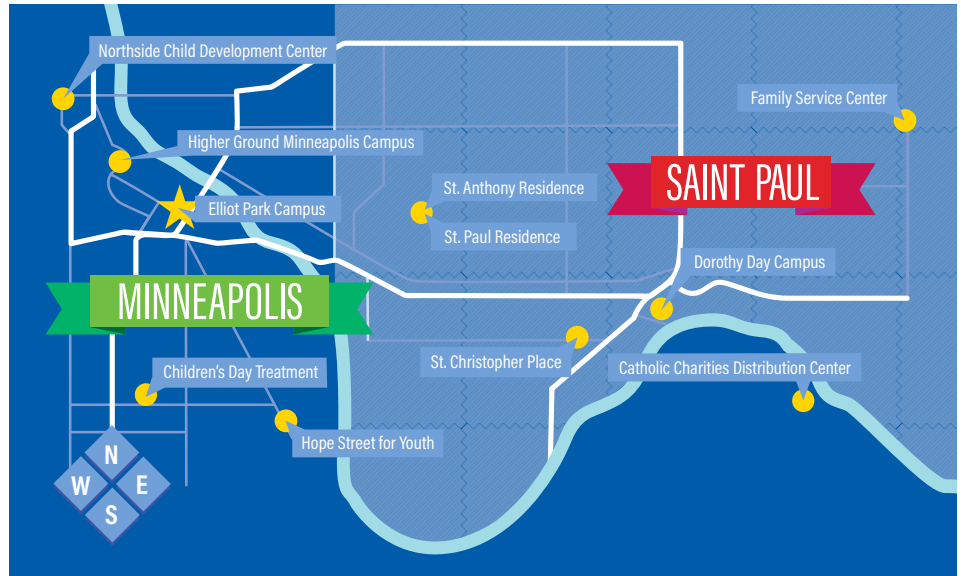 Northside Child Development Center
Family Service Center
Higher Ground Minneapolis Campus
SAINT PAUL
St. Anthony Residence
Elliot Park Campus
St. Paul Residence
Dorothy Day Campus
MINNEAPOLIS
St. Christopher Place
Catholic Charities Distribution Center
Children's Day Treatment
Hope Street for Youth
N
W
E
S